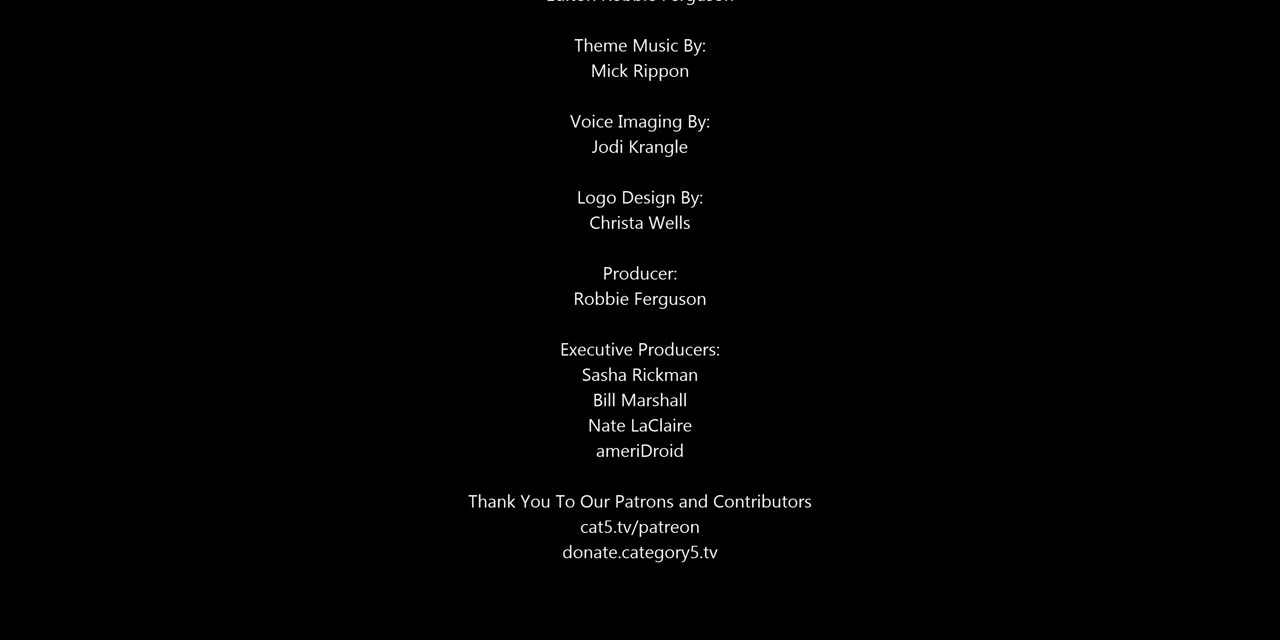 Theme Music By:
Mick Rippon
Voice Imaging By:
Jodi Krangle
Logo Design By:
Christa Wells
Producer:
Robbie Ferguson
Executive Producers:
Sasha Rickman
Bill Marshall
Nate LaClaire
ameriDroid
Thank You To Our Patrons and Contributors
cat5.tv/patreon
donate.category5.tv